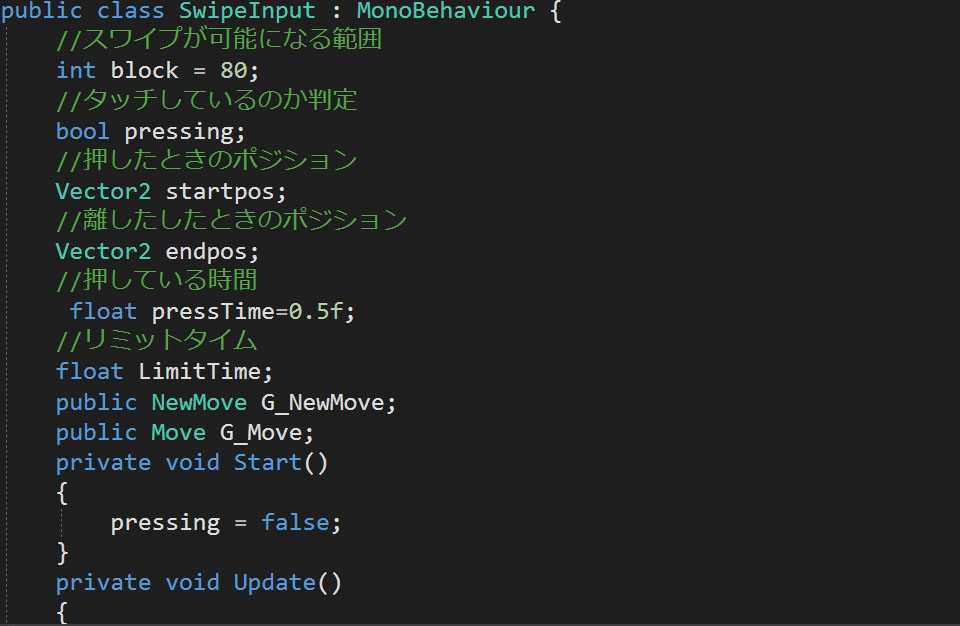 public class SwipeInput : MonoBehaviour {
//スワイプが可能になる範囲
int block = 80;
//タッチしているのか判定
bool pressing;
//押したときのポジション
Vector2 startpos;
//離したしたときのポジション
Vector2 endpos;
//押している時間
float pressTime=0.5f;
//リミットタイム
float LimitTime;
public NewMove G_NewMove;
public Move G_Move;
private void Start()
{
pressing = false;
}
private void Update()
{